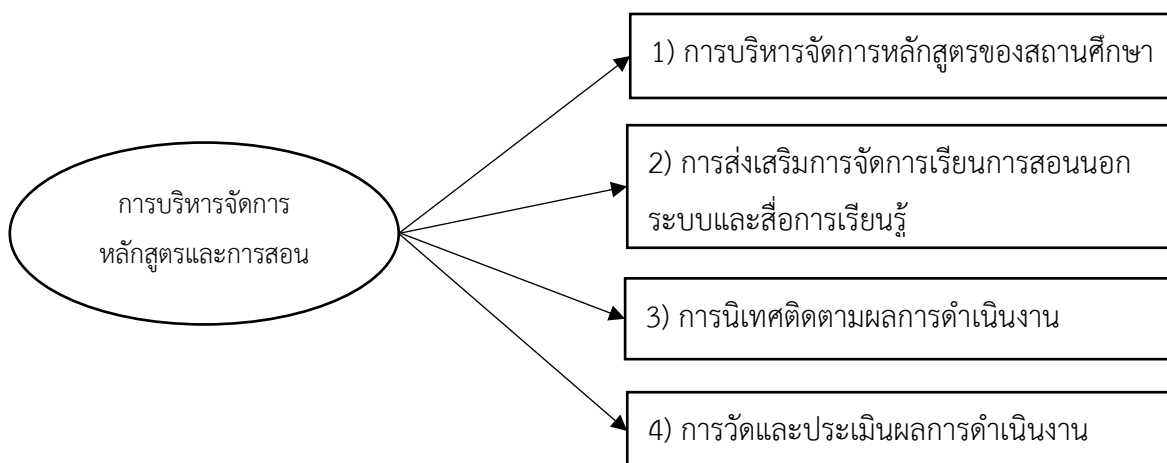 1) การบริหารจัดการหลักสูตรของสถานศึกษา
2) การส่งเสริมการจัดการเรียนการสอนนอก
ระบบและสื่อการเรียนรู้
การบริหารจัดการ
หลักสูตรและการสอน
3) การนิเทศติดตามผลการดำเนินงาน
4) การวัดและประเมินผลการดำเนินงาน